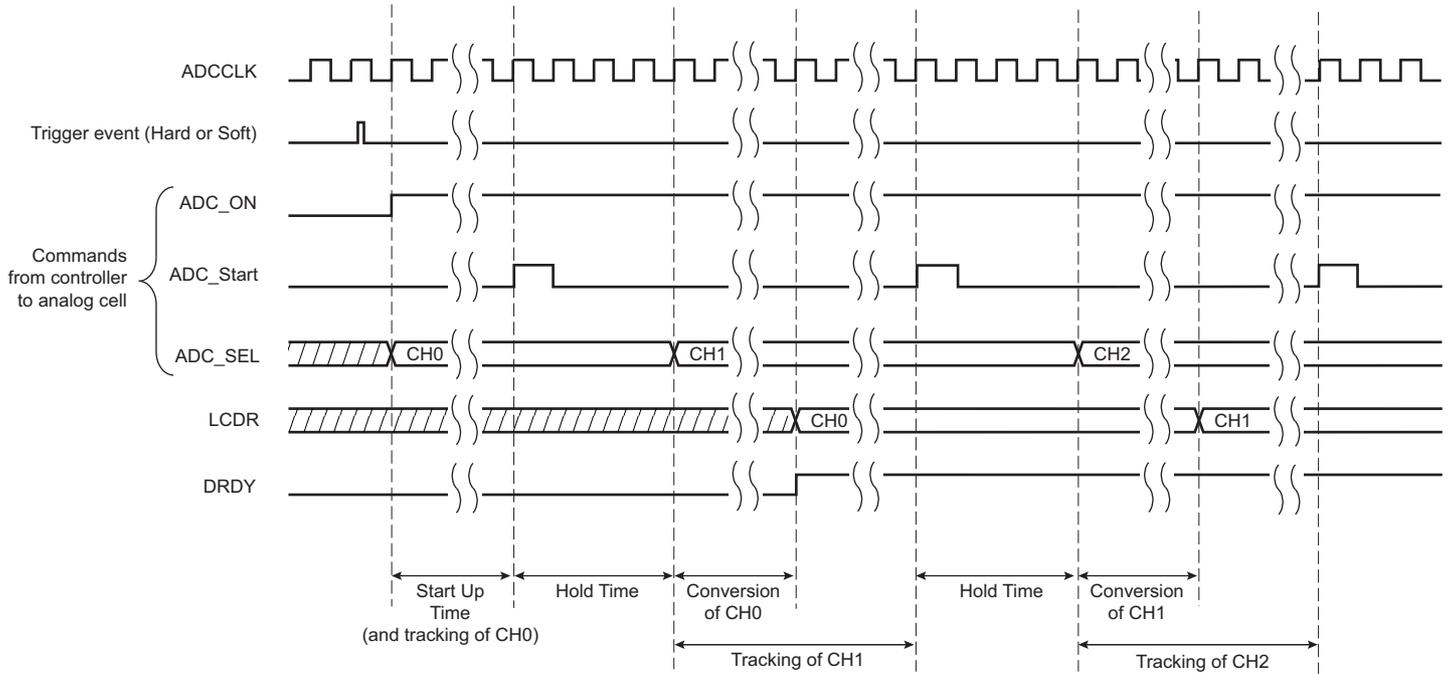 ADCCLK
Trigger event (Hard or Soft)
ADC_ON
Commands
from controller
to analog cell
ADC_Start
ADC_SEL
CH0
CH1
CH2
LCDR
CH0
CH1
DRDY
Start Up
Time
(and tracking of CH0)
Hold Time
Conversion
of CH0
Hold Time
Conversion
of CH1
Tracking of CH1
Tracking of CH2